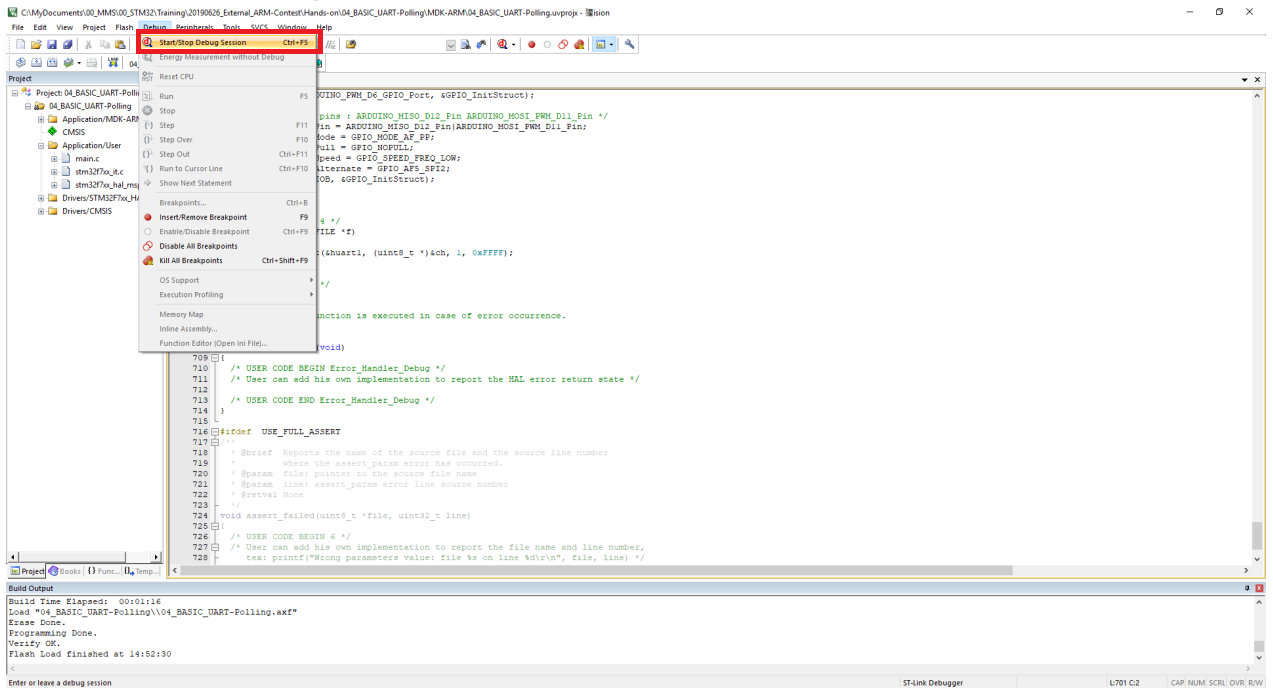 C:\MyDocuments\00_MMS\00_STM32\Training\20190626_External_ARM-Contest\Hands-on\04_BASIC_UART-Polling\MDK-ARM\04_BASIC_UART-Polling.uvprojx - 礦ision
File Edit View Project Flash Debug Peripherals Tools SVCS Window Help
Start/Stop Debug Session Ctrl+F5
Energy Measurement without Debug
Reset CPU
Run F5
Stop
Step F11
Step Over F10
Step Out Ctrl+F11
Run to Cursor Line Ctrl+F10
Show Next Statement
Breakpoints... Ctrl+B
Insert/Remove Breakpoint F9
Enable/Disable Breakpoint Ctrl+F9
Disable All Breakpoints
Kill All Breakpoints Ctrl+Shift+F9
OS Support
Execution Profiling
Memory Map
Inline Assembly...
Function Editor (Open Ini File)...
Project
Project: 04_BASIC_UART-Polli
04_BASIC_UART-Polling
Application/MDK-ARM
CMSIS
Application/User
main.c
stm32f7xx_it.c
stm32f7xx_hal_msp
Drivers/STM32F7xx_HA
Drivers/CMSIS
Project Books {} Func... Temp...
UINO_PWM_D6_GPIO_Port, &GPIO_InitStruct);
pins : ARDUINO_MISO_D12_Pin ARDUINO_MOSI_PWM_D11_Pin */
Pin = ARDUINO_MISO_D12_Pin|ARDUINO_MOSI_PWM_D11_Pin;
Mode = GPIO_MODE_AF_PP;
Pull = GPIO_NOPULL;
Speed = GPIO_SPEED_FREQ_LOW;
Alternate = GPIO_AF5_SPI2;
IOB, &GPIO_InitStruct);
4 */
FILE *f)
(&huart1, (uint8_t *)&ch, 1, 0xFFFF);
*/
nction is executed in case of error occurrence.
(void)
709 {
710 /* USER CODE BEGIN Error_Handler_Debug */
711 /* User can add his own implementation to report the HAL error return state */
712
713 /* USER CODE END Error_Handler_Debug */
714 }
715
716 #ifdef USE_FULL_ASSERT
717 /**
718 * @brief Reports the name of the source file and the source line number
719 * where the assert_param error has occurred.
720 * @param file: pointer to the source file name
721 * @param line: assert_param error line source number
722 * @retval None
723 */
724 void assert_failed(uint8_t *file, uint32_t line)
725 {
726 /* USER CODE BEGIN 6 */
727 /* User can add his own implementation to report the file name and line number,
728 tex: printf("Wrong parameters value: file %s on line %d\r\n", file, line) */
Build Output
Build Time Elapsed: 00:01:16
Load "04_BASIC_UART-Polling\\04_BASIC_UART-Polling.axf"
Erase Done.
Programming Done.
Verify OK.
Flash Load finished at 14:52:30
Enter or leave a debug session ST-Link Debugger L:701 C:2 CAP NUM SCRL OVR R/W